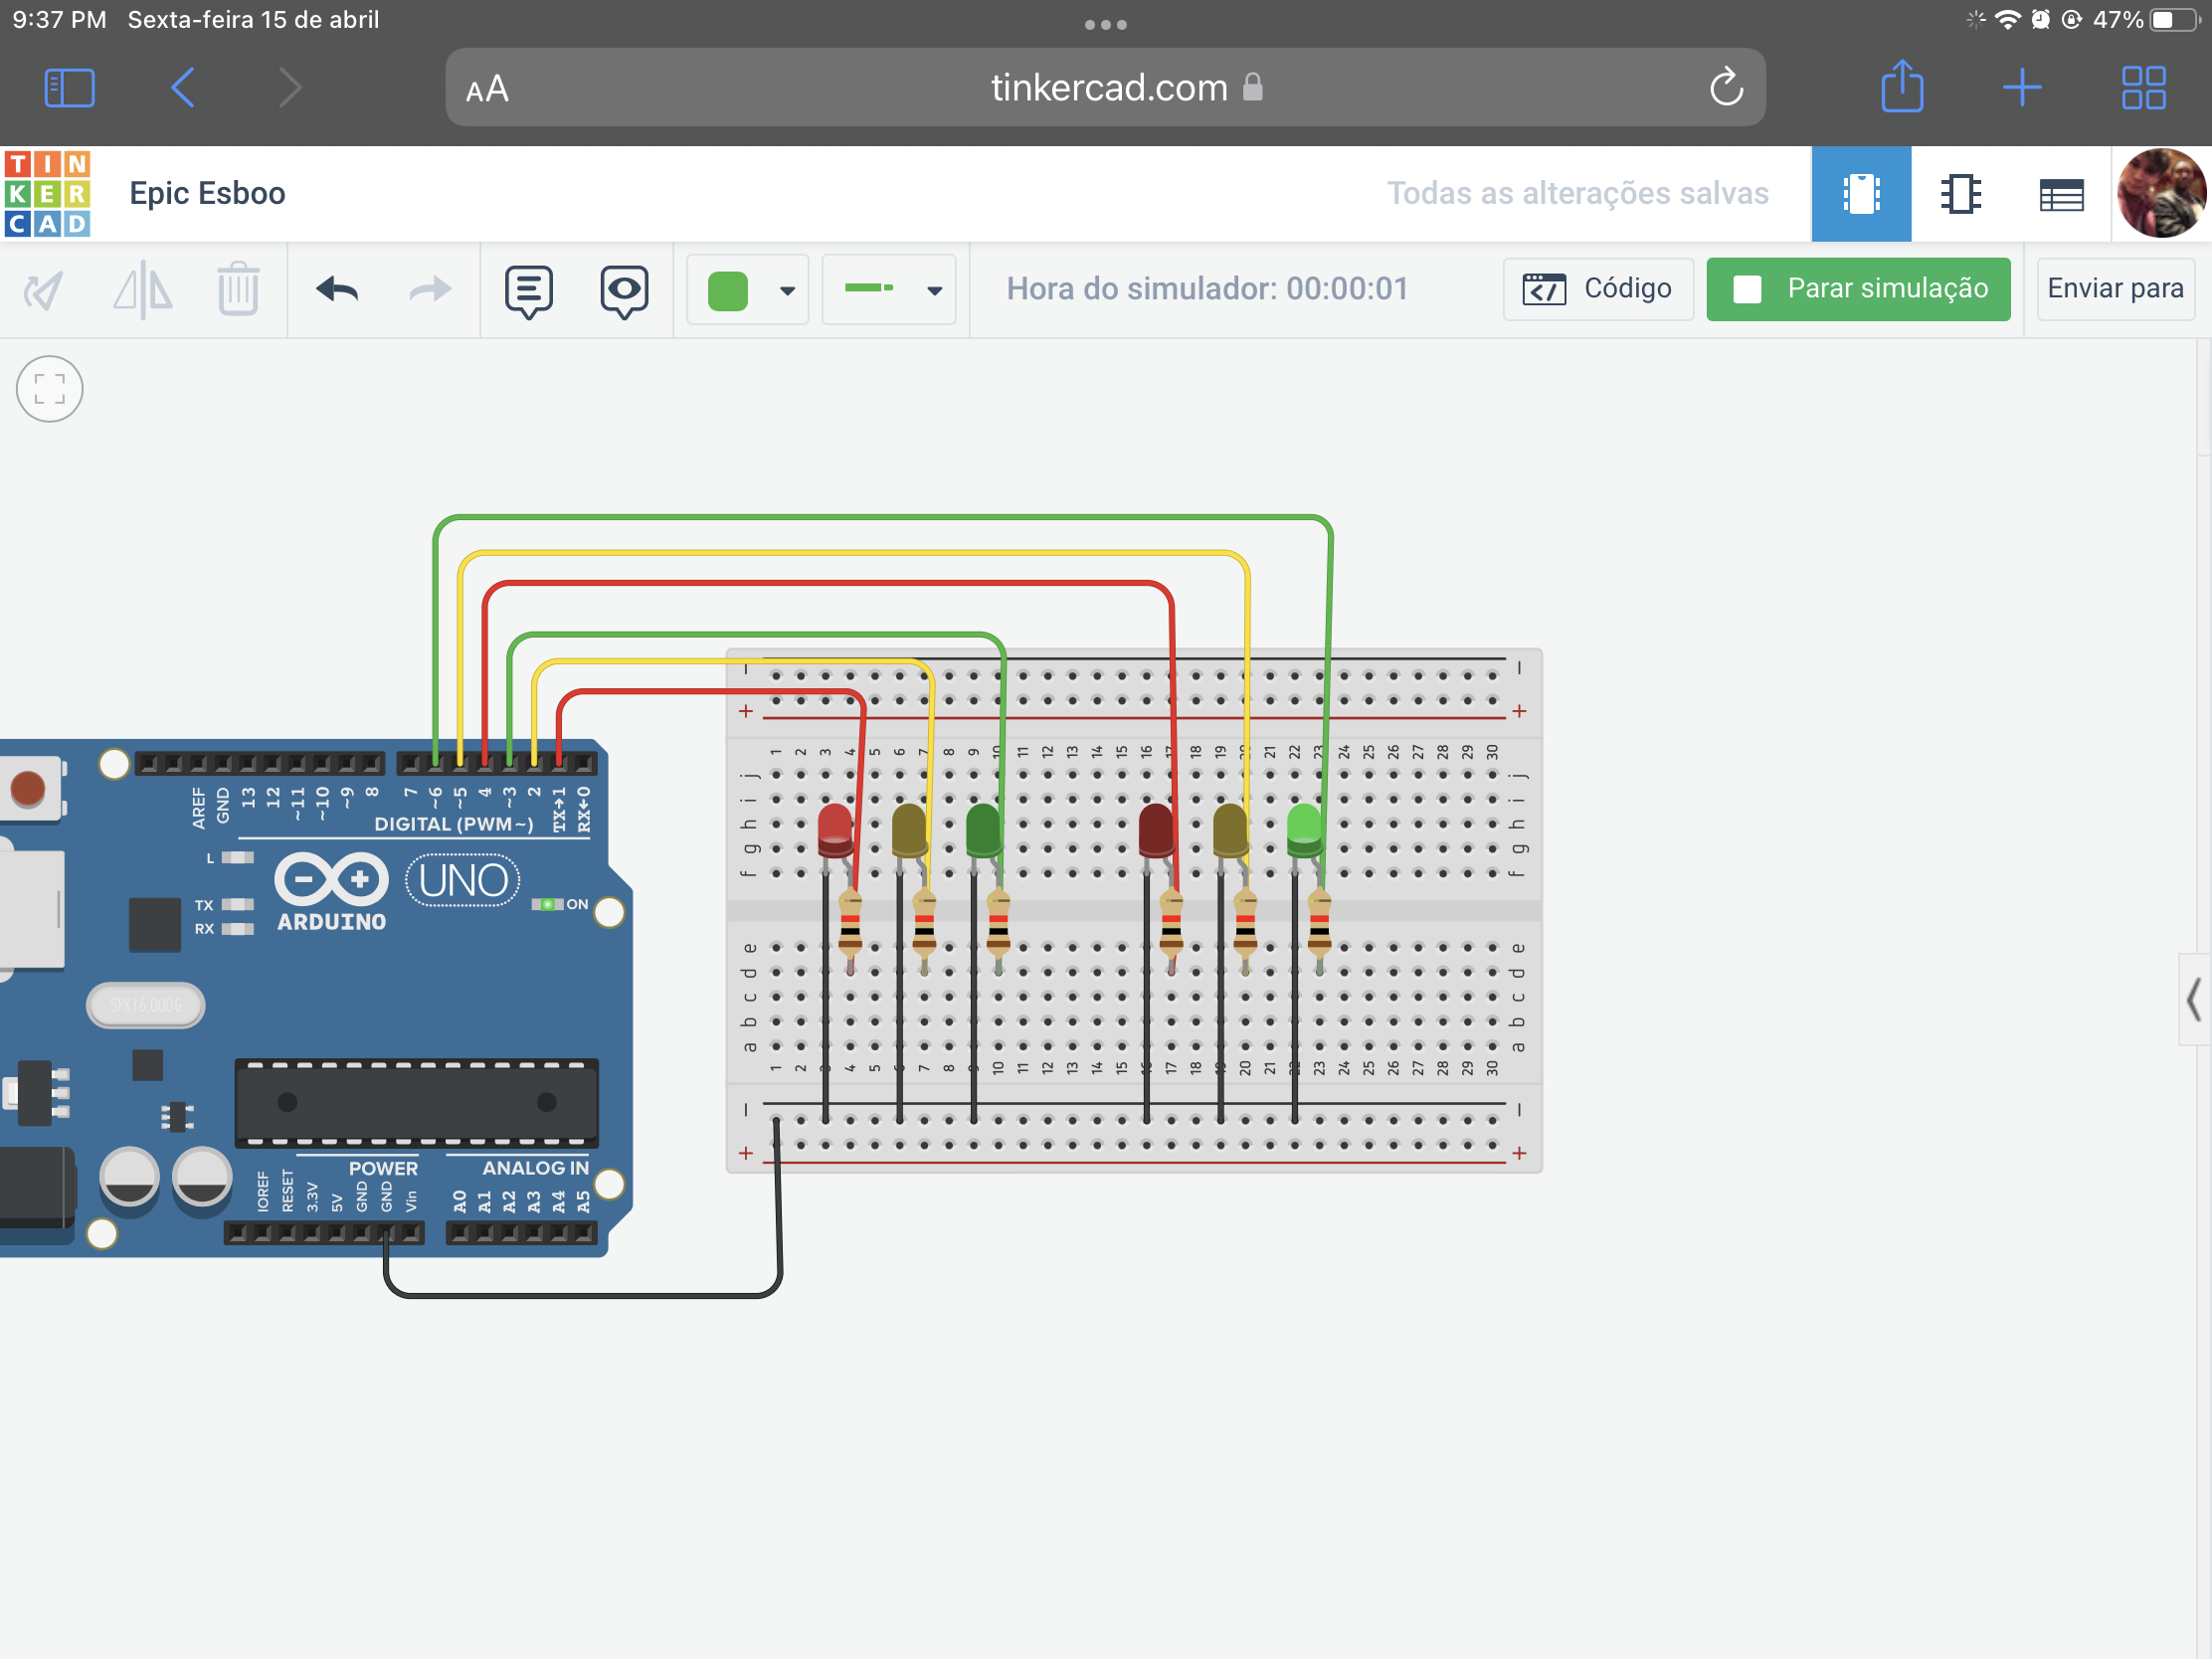 9:37 PM Sexta-feira 15 de abril
47%
AA tinkercad.com
TIN
KER
CAD
Epic Esboo
Todas as alterações salvas
Hora do simulador: 00:00:01
Código
Parar simulação
Enviar para
− −
+ +
1 2 3 4 5 6 7 8 9 10 11 12 13 14 15 16 17 18 19 20 21 22 23 24 25 26 27 28 29 30
j j
i i
h h
g g
f f
e e
d d
c c
b b
a a
1 2 3 4 5 6 7 8 9 10 11 12 13 14 15 16 17 18 19 20 21 22 23 24 25 26 27 28 29 30
− −
+ +
AREF GND 13 12 ~11 ~10 ~9 8 7 ~6 ~5 4 ~3 2 TX→1 RX←0
DIGITAL (PWM~)
L
TX
RX
UNO
ARDUINO
ON
SPK16.000G
POWER
ANALOG IN
IOREF RESET 3.3V 5V GND GND Vin A0 A1 A2 A3 A4 A5